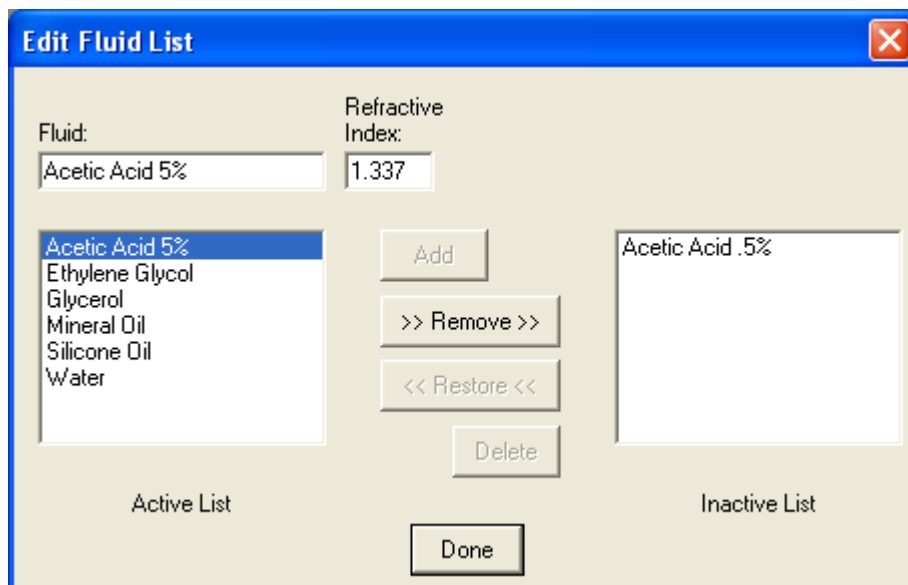 Edit Fluid List
Fluid:
Refractive
Index:
Acetic Acid 5%
1.337
Acetic Acid 5%
Ethylene Glycol
Glycerol
Mineral Oil
Silicone Oil
Water
Add
>> Remove >>
<< Restore <<
Delete
Acetic Acid .5%
Active List
Inactive List
Done